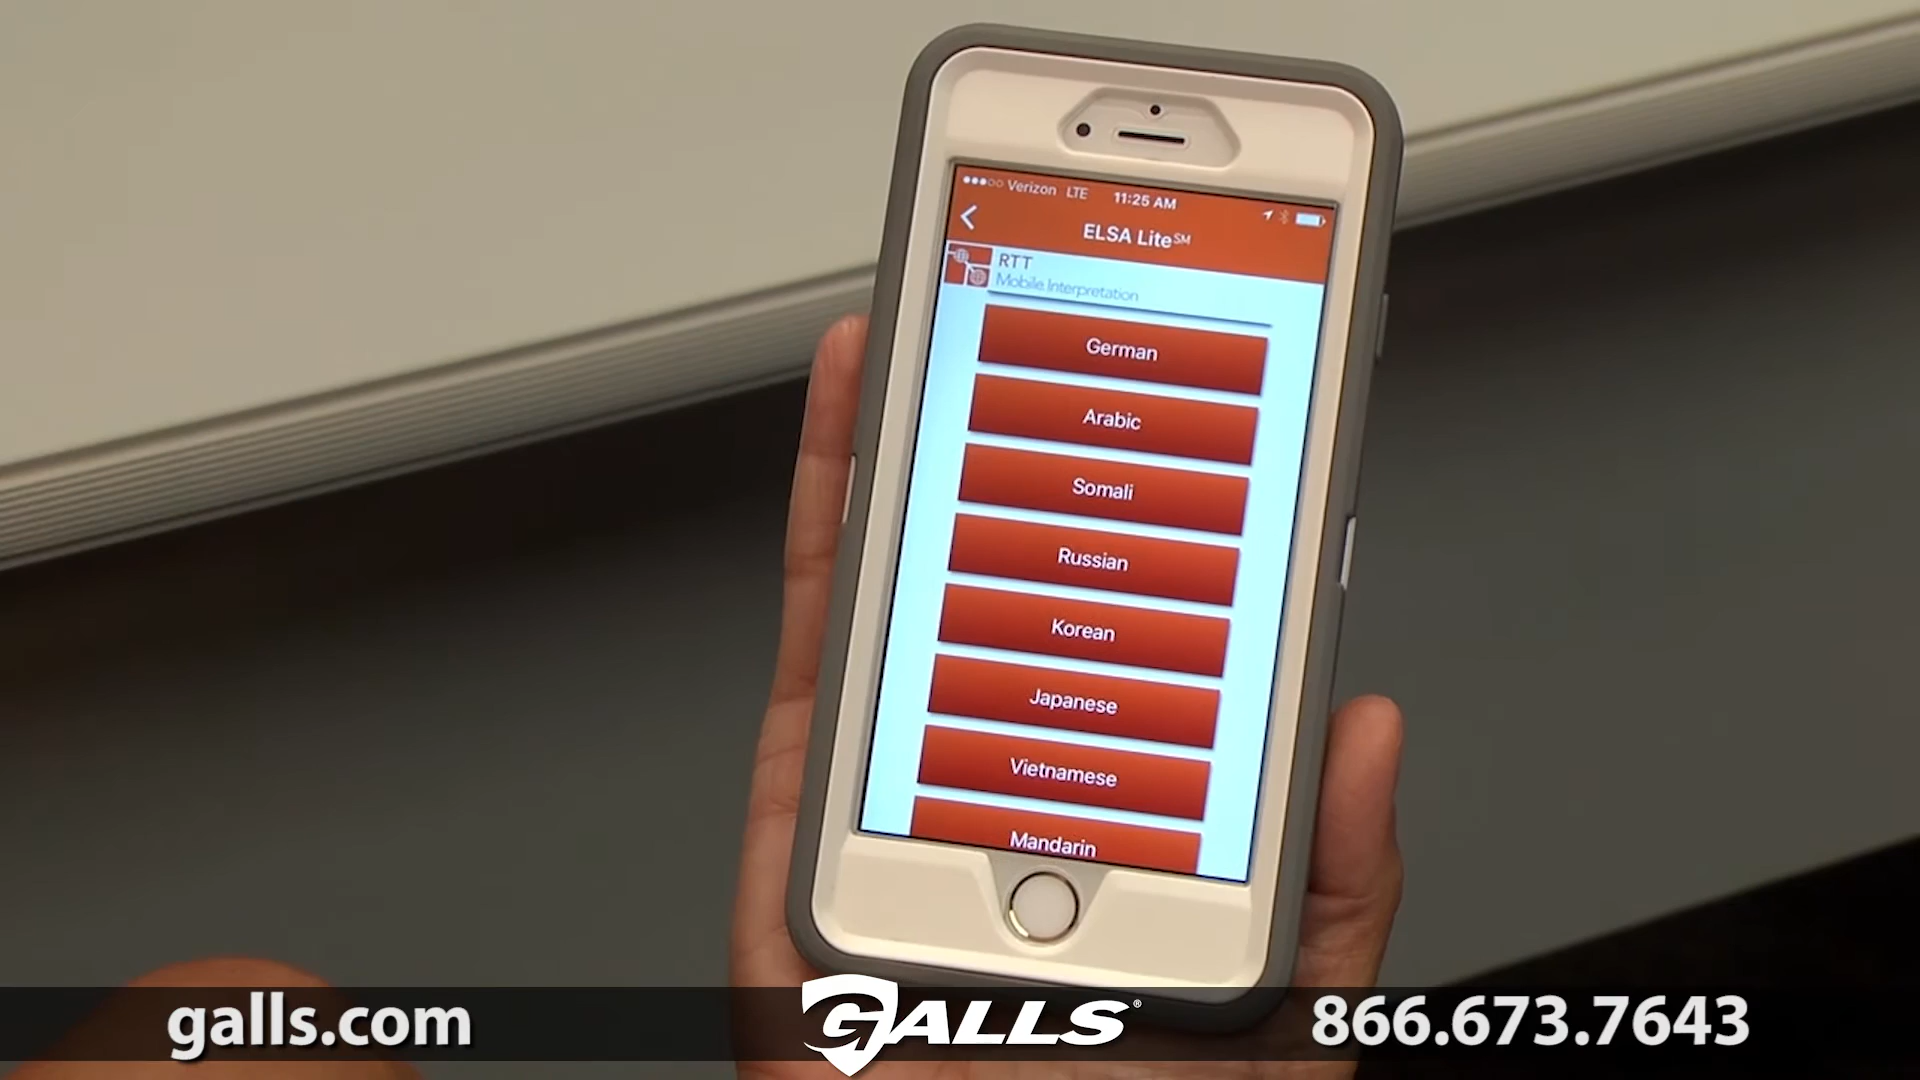 Verizon LTE 11:25 AM
ELSA Lite℠
RTT
Mobile Interpretation
German
Arabic
Somali
Russian
Korean
Japanese
Vietnamese
Mandarin
galls.com GALLS® 866.673.7643